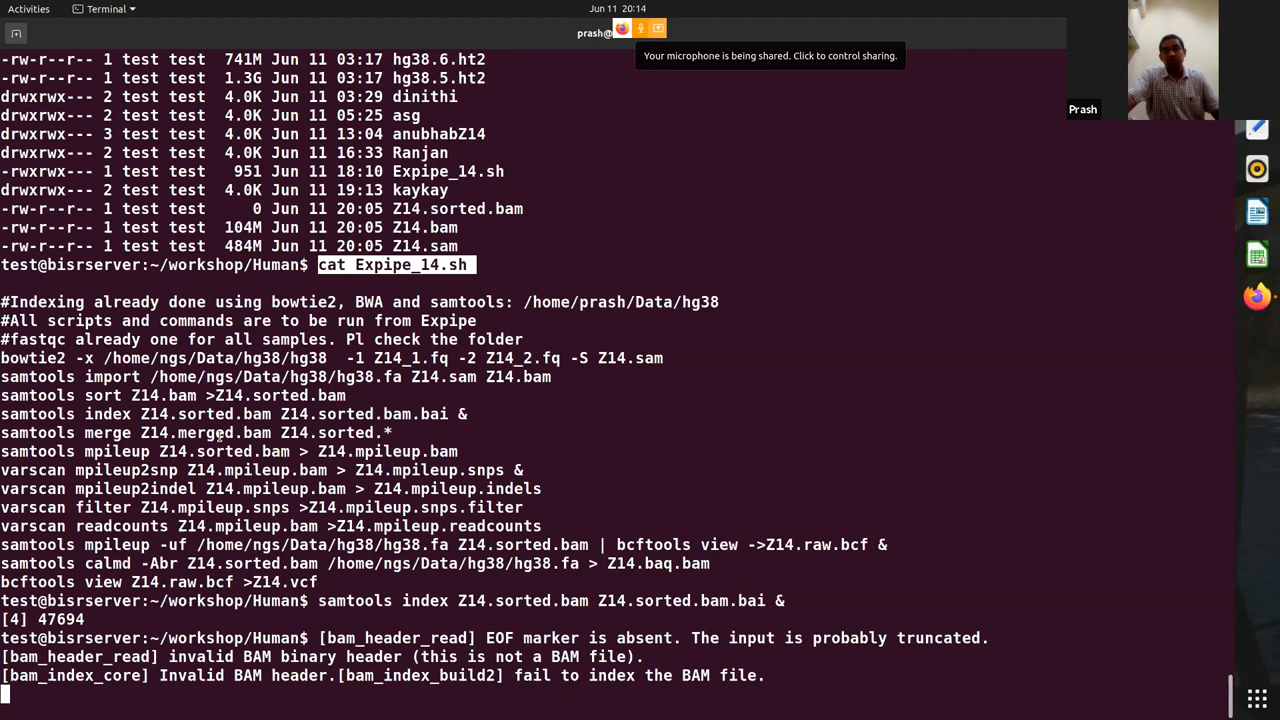 Activities
Terminal
Jun 11 20:14
prash@
Your microphone is being shared. Click to control sharing.
Prash
-rw-r--r-- 1 test test  741M Jun 11 03:17 hg38.6.ht2
-rw-r--r-- 1 test test  1.3G Jun 11 03:17 hg38.5.ht2
drwxrwx--- 2 test test  4.0K Jun 11 03:29 dinithi
drwxrwx--- 2 test test  4.0K Jun 11 05:25 asg
drwxrwx--- 3 test test  4.0K Jun 11 13:04 anubhabZ14
drwxrwx--- 2 test test  4.0K Jun 11 16:33 Ranjan
-rw-r--r-- 1 test test   951 Jun 11 18:10 Expipe_14.sh
drwxrwx--- 2 test test  4.0K Jun 11 19:13 kaykay
-rw-r--r-- 1 test test     0 Jun 11 20:05 Z14.sorted.bam
-rw-r--r-- 1 test test  104M Jun 11 20:05 Z14.bam
-rw-r--r-- 1 test test  484M Jun 11 20:05 Z14.sam
test@bisrserver:~/workshop/Human$ cat Expipe_14.sh
#Indexing already done using bowtie2, BWA and samtools: /home/prash/Data/hg38
#All scripts and commands are to be run from Expipe
#fastqc already one for all samples. Pl check the folder
bowtie2 -x /home/ngs/Data/hg38/hg38  -1 Z14_1.fq -2 Z14_2.fq -S Z14.sam
samtools import /home/ngs/Data/hg38/hg38.fa Z14.sam Z14.bam
samtools sort Z14.bam >Z14.sorted.bam
samtools index Z14.sorted.bam Z14.sorted.bam.bai &
samtools merge Z14.merged.bam Z14.sorted.*
samtools mpileup Z14.sorted.bam > Z14.mpileup.bam
varscan mpileup2snp Z14.mpileup.bam > Z14.mpileup.snps &
varscan mpileup2indel Z14.mpileup.bam > Z14.mpileup.indels
varscan filter Z14.mpileup.snps >Z14.mpileup.snps.filter
varscan readcounts Z14.mpileup.bam >Z14.mpileup.readcounts
samtools mpileup -uf /home/ngs/Data/hg38/hg38.fa Z14.sorted.bam | bcftools view ->Z14.raw.bcf &
samtools calmd -Abr Z14.sorted.bam /home/ngs/Data/hg38/hg38.fa > Z14.baq.bam
bcftools view Z14.raw.bcf >Z14.vcf
test@bisrserver:~/workshop/Human$ samtools index Z14.sorted.bam Z14.sorted.bam.bai &
[4] 47694
test@bisrserver:~/workshop/Human$ [bam_header_read] EOF marker is absent. The input is probably truncated.
[bam_header_read] invalid BAM binary header (this is not a BAM file).
[bam_index_core] Invalid BAM header.[bam_index_build2] fail to index the BAM file.